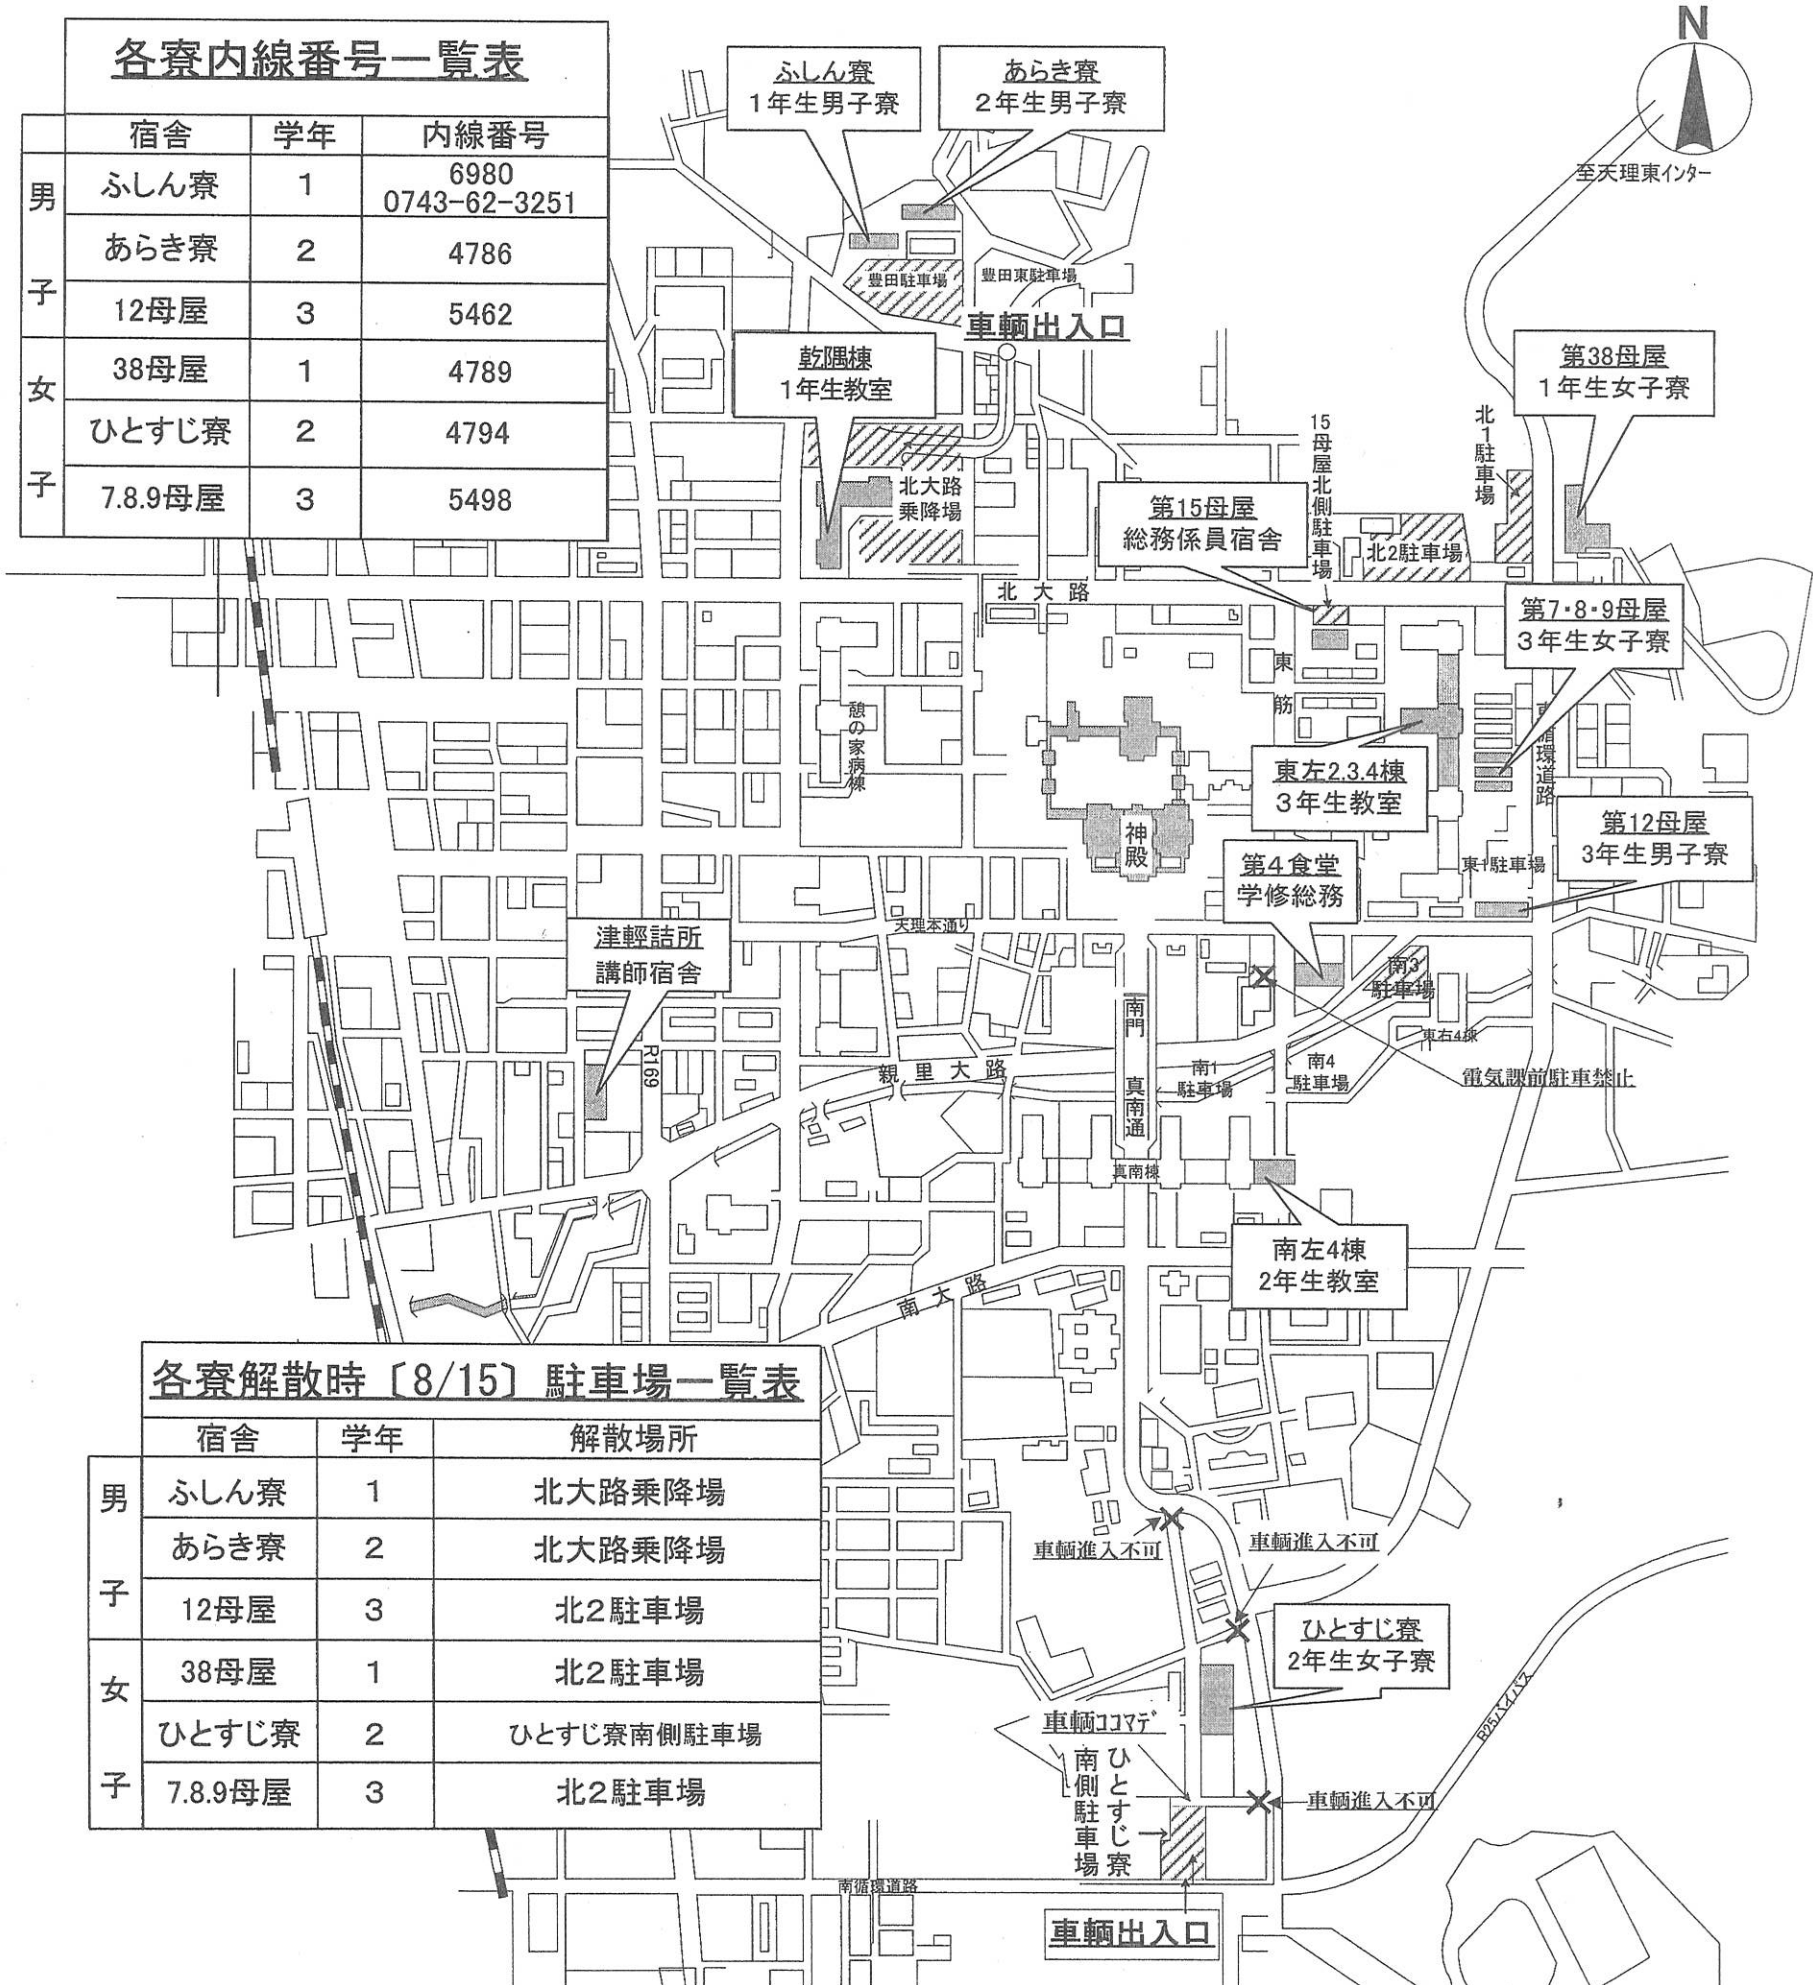 各寮内線番号一覧表
宿舎 学年 内線番号
男子
ふしん寮 1 6980
0743-62-3251
あらき寮 2 4786
12母屋 3 5462
女子
38母屋 1 4789
ひとすじ寮 2 4794
7.8.9母屋 3 5498
ふしん寮
1年生男子寮
あらき寮
2年生男子寮
N
至天理東インター
豊田駐車場
豊田東駐車場
車輌出入口
乾隅棟
1年生教室
北大路
乗降場
第15母屋
総務係員宿舎
15母屋北側駐車場
北1駐車場
北2駐車場
第38母屋
1年生女子寮
北大路
第7・8・9母屋
3年生女子寮
東筋
憩の家病棟
東左2,3,4棟
3年生教室
循環道路
神殿
第12母屋
3年生男子寮
第4食堂
学修総務
東1駐車場
天理本通り
津輕詰所
講師宿舎
南3
駐車場
南門
東右4棟
R169
親里大路
南1
駐車場
南4
駐車場
電気課前駐車禁止
真南通
真南棟
南左4棟
2年生教室
南大路
各寮解散時〔8/15〕駐車場一覧表
宿舎 学年 解散場所
男子
ふしん寮 1 北大路乗降場
あらき寮 2 北大路乗降場
12母屋 3 北2駐車場
女子
38母屋 1 北2駐車場
ひとすじ寮 2 ひとすじ寮南側駐車場
7.8.9母屋 3 北2駐車場
車輌進入不可
車輌進入不可
ひとすじ寮
2年生女子寮
車輌ココマデ
ひとすじ寮
南側駐車場
車輌進入不可
R25バイパス
南循環道路
車輌出入口